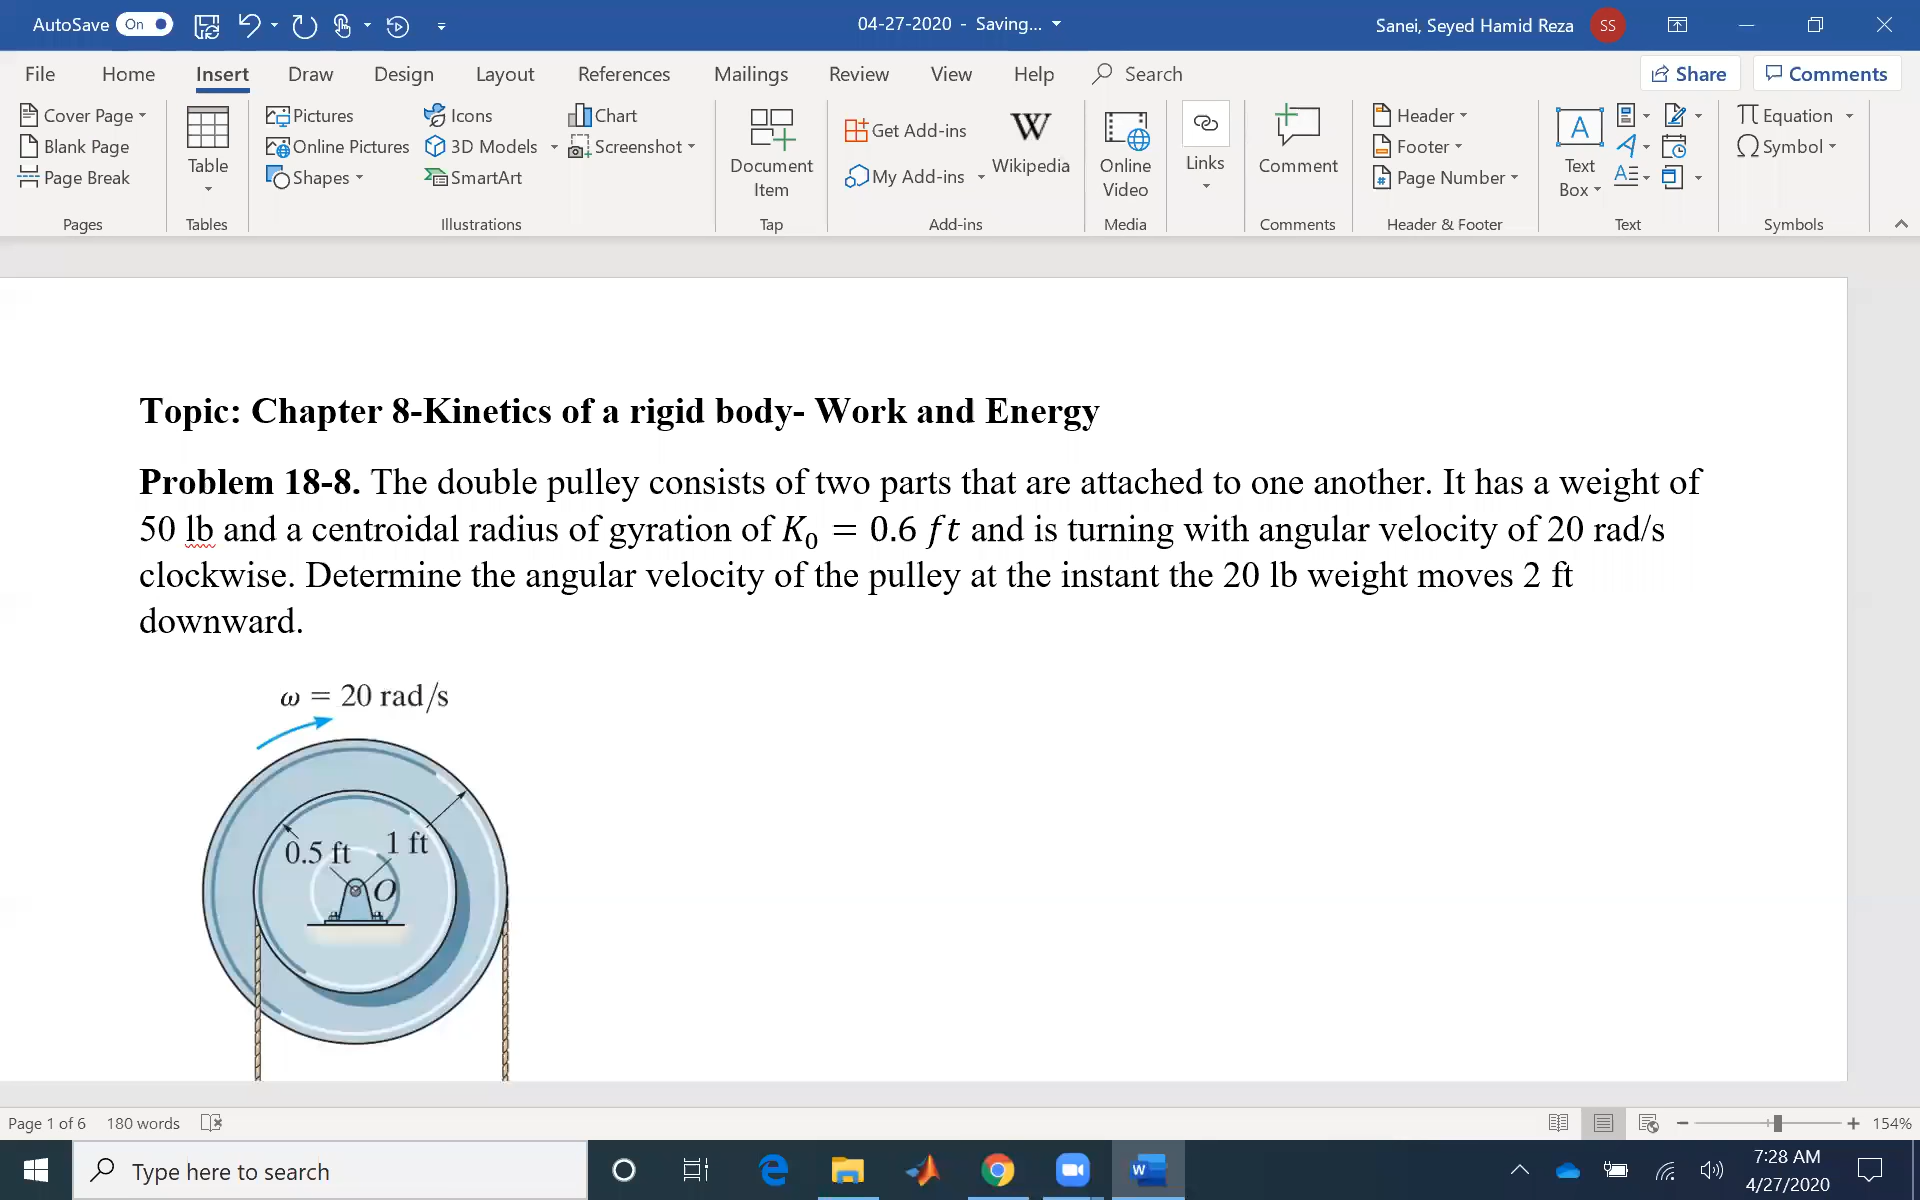 AutoSave On 04-27-2020 - Saving... Sanei, Seyed Hamid Reza SS
File Home Insert Draw Design Layout References Mailings Review View Help Search Share Comments
Cover Page
Blank Page
Page Break
Pages
Table
Tables
Pictures
Online Pictures
Shapes
Icons
3D Models
SmartArt
Chart
Screenshot
Illustrations
Document
Item
Tap
Get Add-ins
My Add-ins
W
Wikipedia
Add-ins
Online
Video
Media
Links
Comment
Comments
Header
Footer
Page Number
Header & Footer
A
Text
Box
Text
Equation
Symbol
Symbols
Topic: Chapter 8-Kinetics of a rigid body- Work and Energy
Problem 18-8. The double pulley consists of two parts that are attached to one another. It has a weight of
50 lb and a centroidal radius of gyration of K₀ = 0.6 ft and is turning with angular velocity of 20 rad/s
clockwise. Determine the angular velocity of the pulley at the instant the 20 lb weight moves 2 ft
downward.
ω = 20 rad/s
0.5 ft 1 ft
O
Page 1 of 6 180 words 154%
Type here to search
7:28 AM
4/27/2020